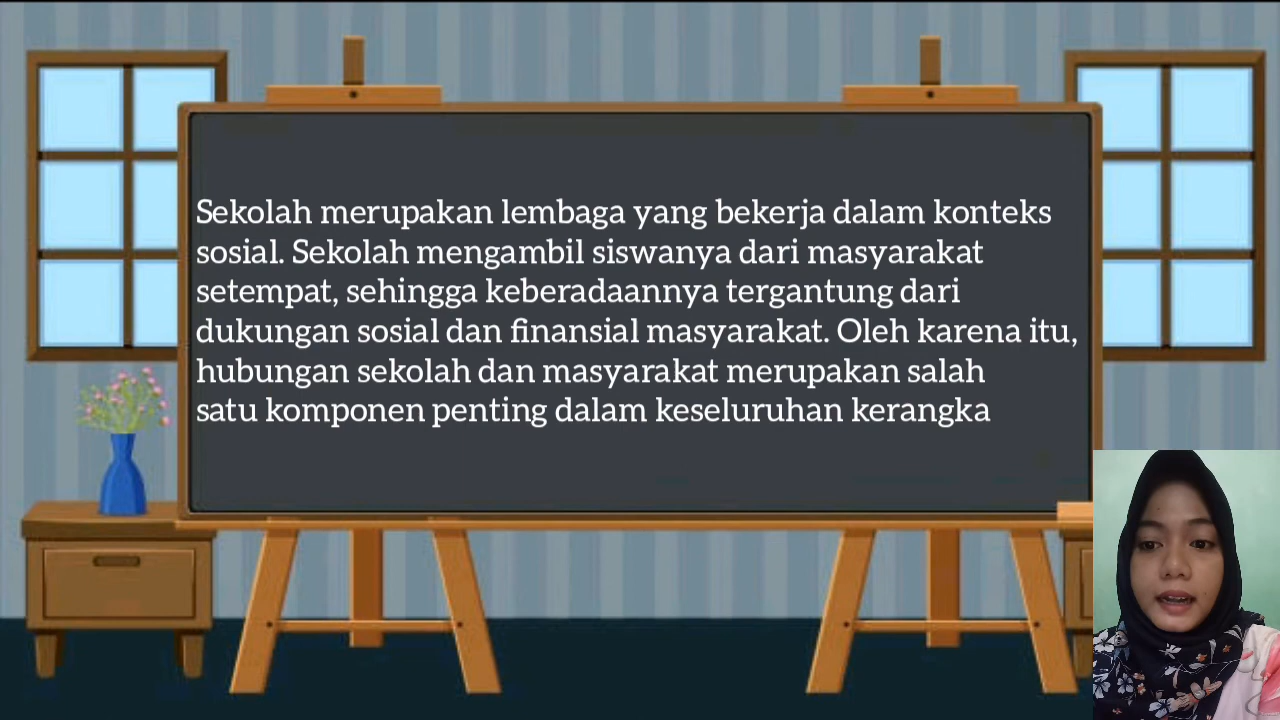 Sekolah merupakan lembaga yang bekerja dalam konteks
sosial. Sekolah mengambil siswanya dari masyarakat
setempat, sehingga keberadaannya tergantung dari
dukungan sosial dan finansial masyarakat. Oleh karena itu,
hubungan sekolah dan masyarakat merupakan salah
satu komponen penting dalam keseluruhan kerangka